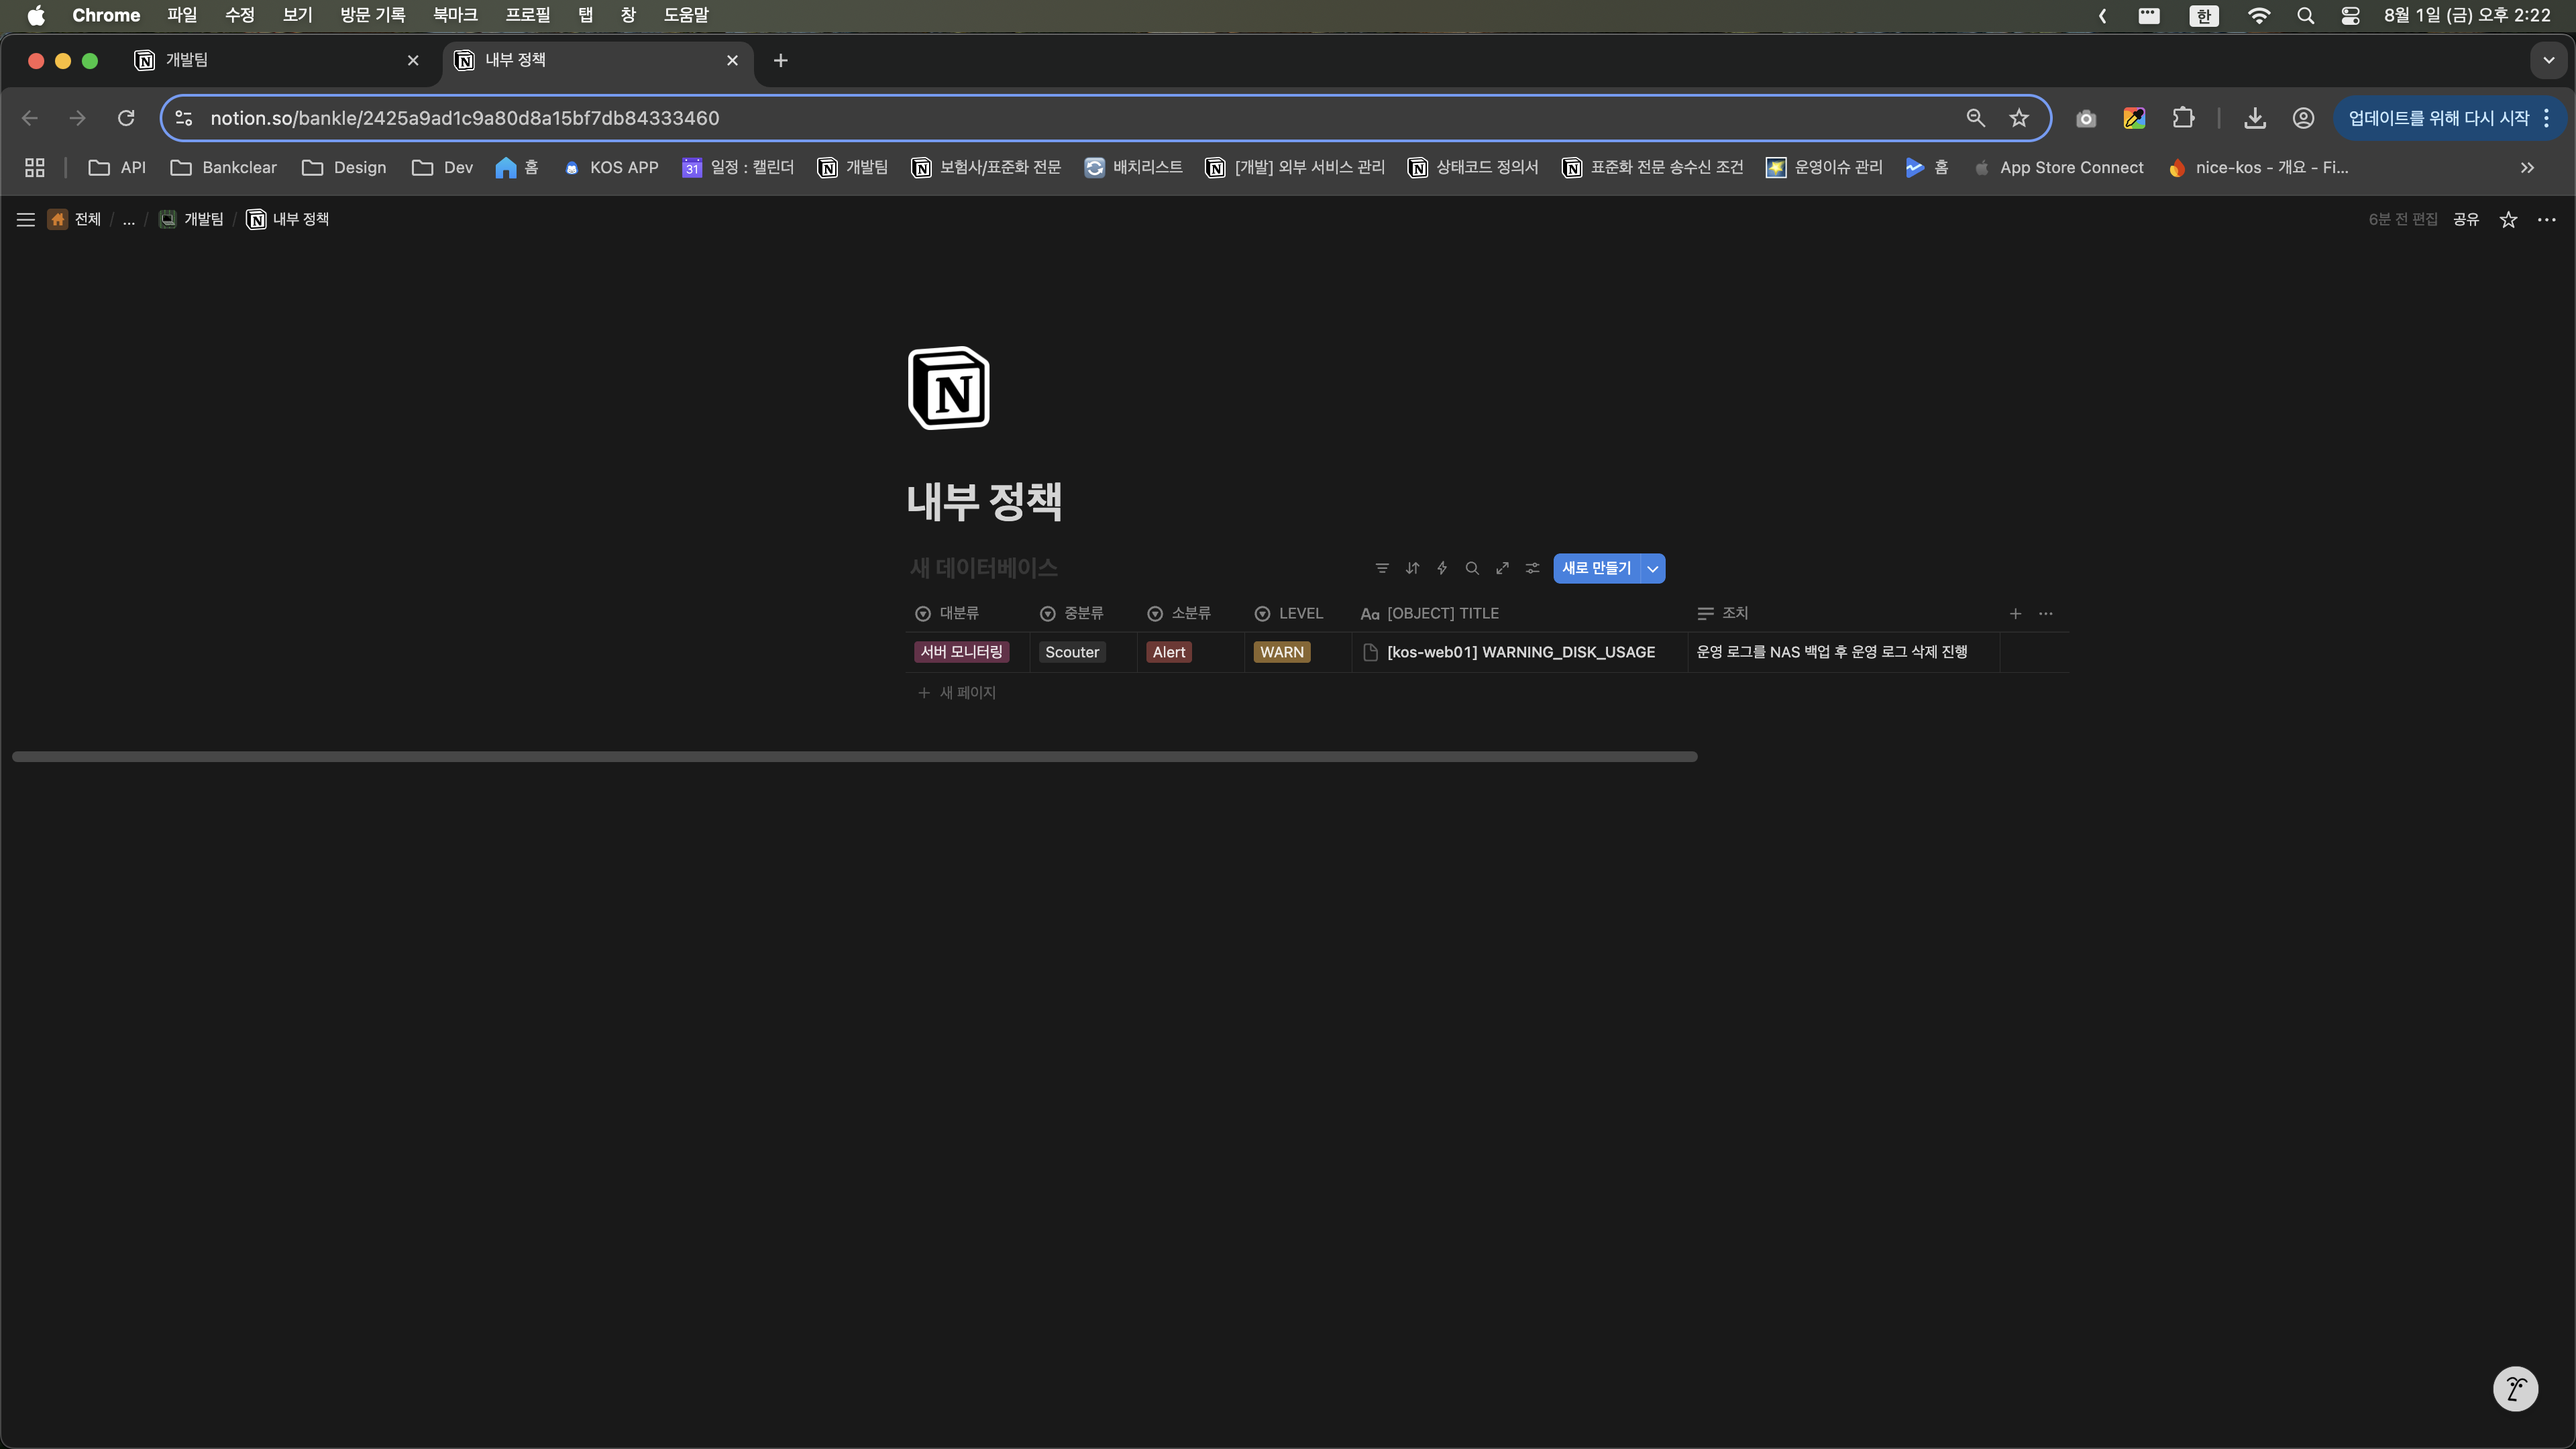 Chrome 파일 수정 보기 방문 기록 북마크 프로필 탭 창 도움말 한 8월 1일 (금) 오후 2:22
개발팀 내부 정책
notion.so/bankle/2425a9ad1c9a80d8a15bf7db84333460 업데이트를 위해 다시 시작
API Bankclear Design Dev 홈 KOS APP 31 일정 : 캘린더 개발팀 보험사/표준화 전문 배치리스트 [개발] 외부 서비스 관리 상태코드 정의서 표준화 전문 송수신 조건 운영이슈 관리 홈 App Store Connect nice-kos - 개요 - Fi...
전체 / ... / 개발팀 / 내부 정책 6분 전 편집 공유
N
내부 정책
새 데이터베이스 새로 만들기
대분류 중분류 소분류 LEVEL Aa [OBJECT] TITLE 조치
서버 모니터링 Scouter Alert WARN [kos-web01] WARNING_DISK_USAGE 운영 로그를 NAS 백업 후 운영 로그 삭제 진행
+ 새 페이지